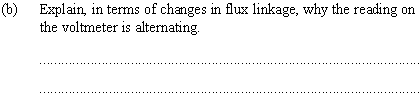 (b) Explain, in terms of changes in flux linkage, why the reading on
the voltmeter is alternating.